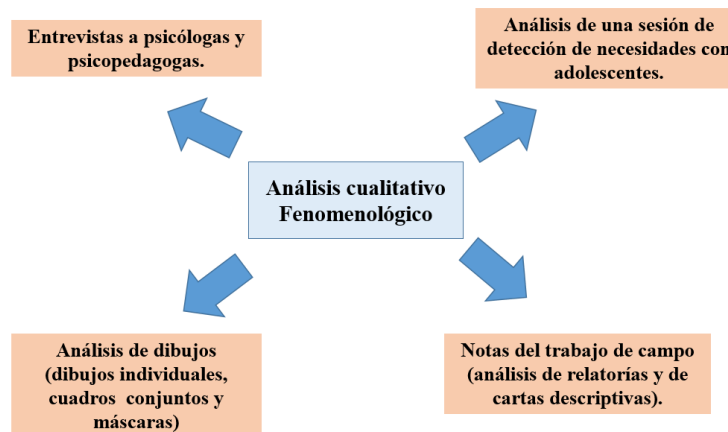 Entrevistas a psicólogas y
psicopedagogas.
Análisis de una sesión de
detección de necesidades con
adolescentes.
Análisis cualitativo
Fenomenológico
Análisis de dibujos
(dibujos individuales,
cuadros conjuntos y
máscaras)
Notas del trabajo de campo
(análisis de relatorías y de
cartas descriptivas).